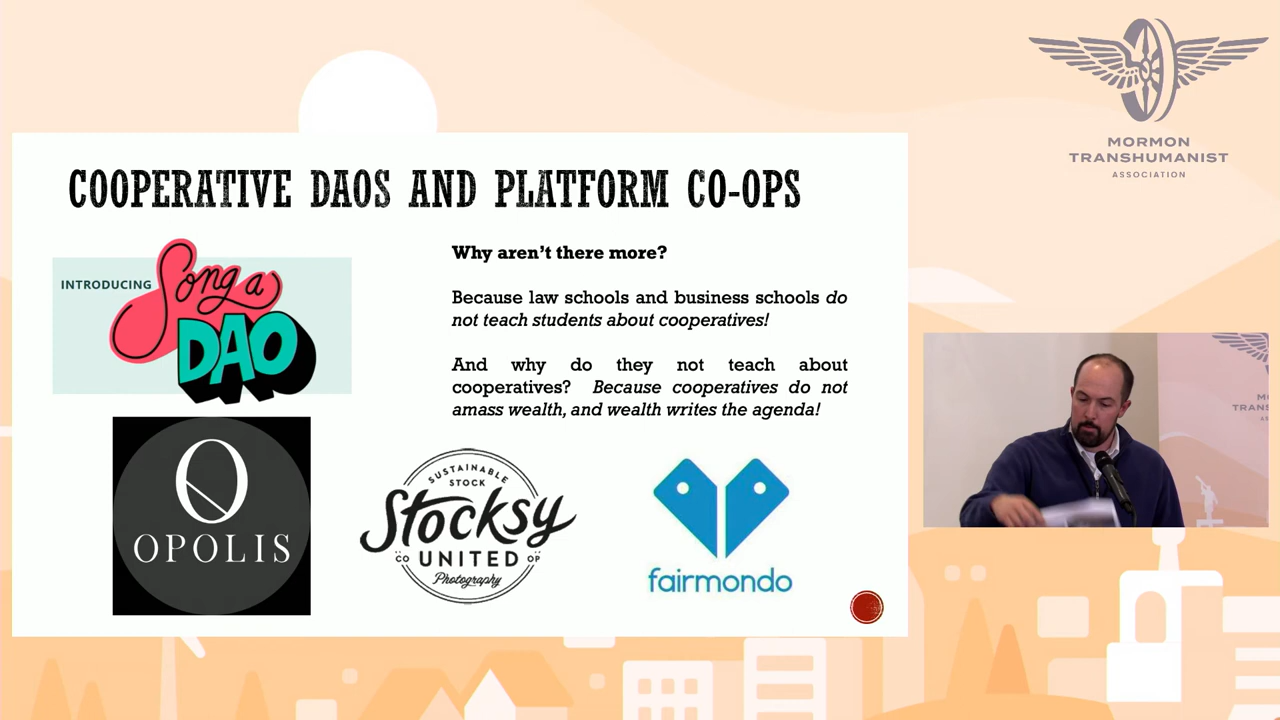 MORMON
TRANSHUMANIST
ASSOCIATION
COOPERATIVE DAOS AND PLATFORM CO-OPS
INTRODUCING
Song a
DAO
Why aren't there more?
Because law schools and business schools do
not teach students about cooperatives!
And why do they not teach about
cooperatives? Because cooperatives do not
amass wealth, and wealth writes the agenda!
O
OPOLIS
SUSTAINABLE
STOCK
Stocksy
CO UNITED OP
Photography
fairmondo